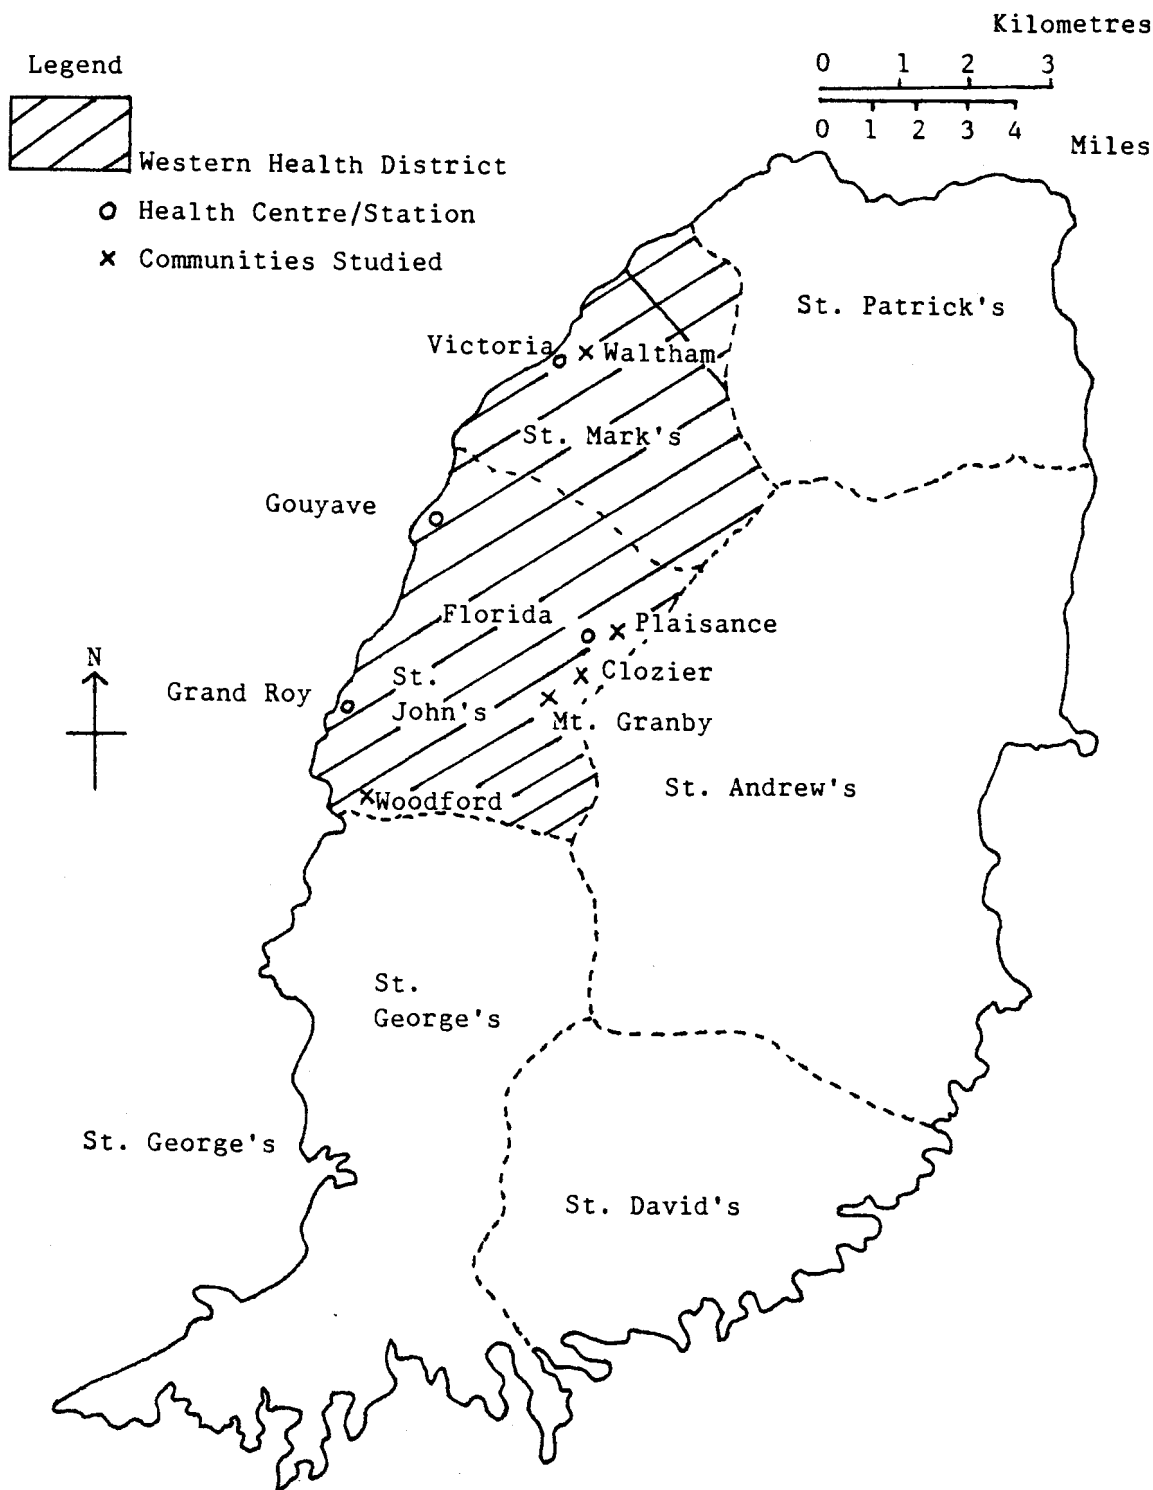 Kilometres
0 1 2 3
0 1 2 3 4
Miles
Legend
Western Health District
Health Centre/Station
Communities Studied
St. Patrick's
Victoria
Waltham
St. Mark's
Gouyave
Florida
Plaisance
Clozier
N
Grand Roy
St.
John's
Mt. Granby
St. Andrew's
Woodford
St.
George's
St. George's
St. David's